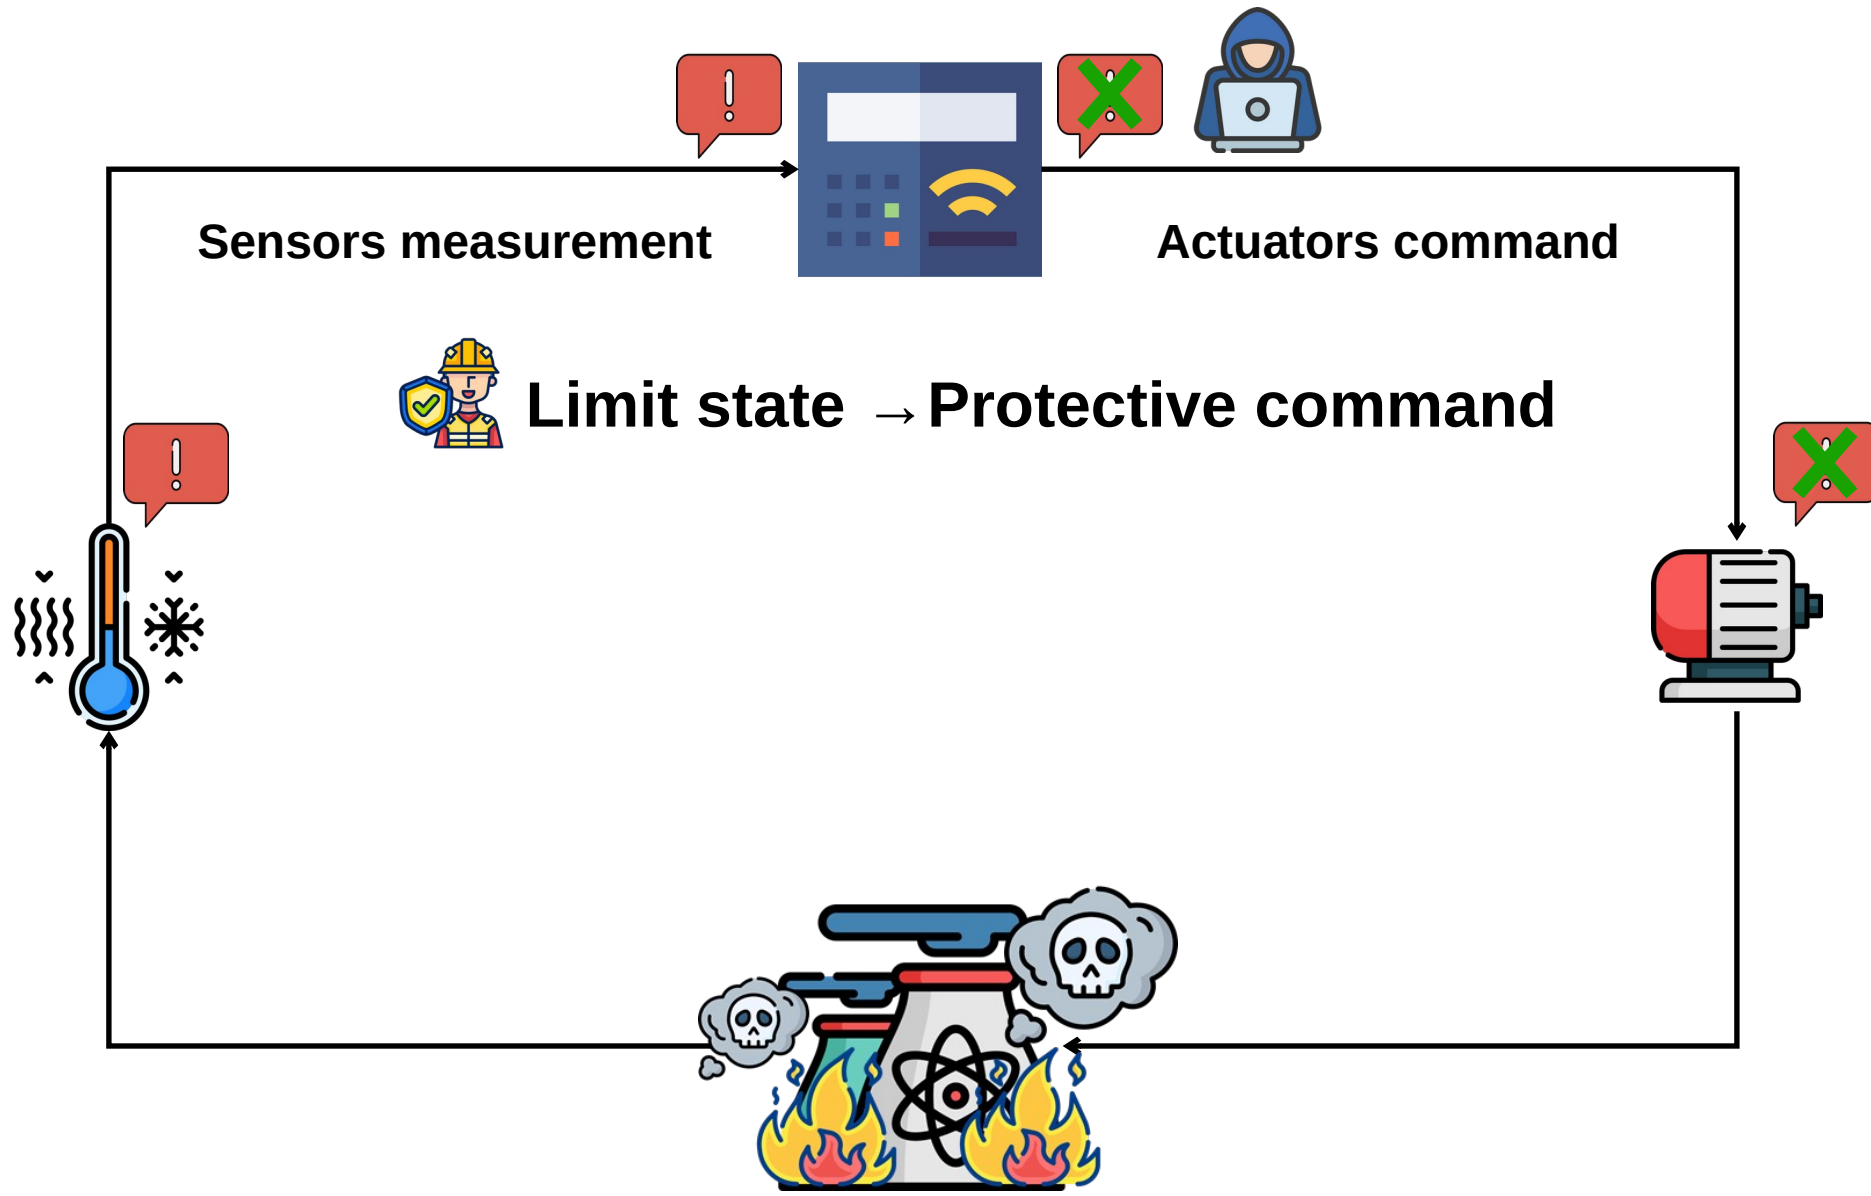 Sensors measurement
Actuators command
Limit state →Protective command